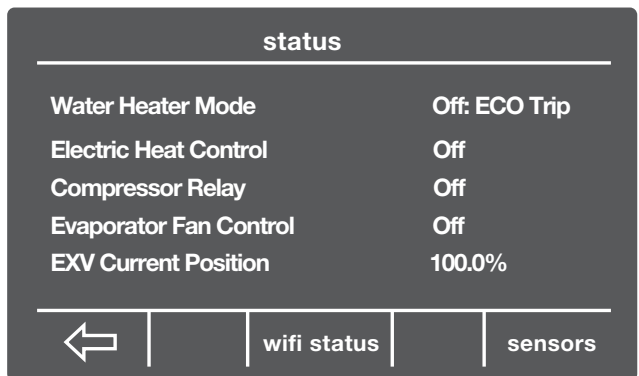 status
Water Heater Mode Off: ECO Trip
Electric Heat Control Off
Compressor Relay Off
Evaporator Fan Control Off
EXV Current Position 100.0%
wifi status sensors